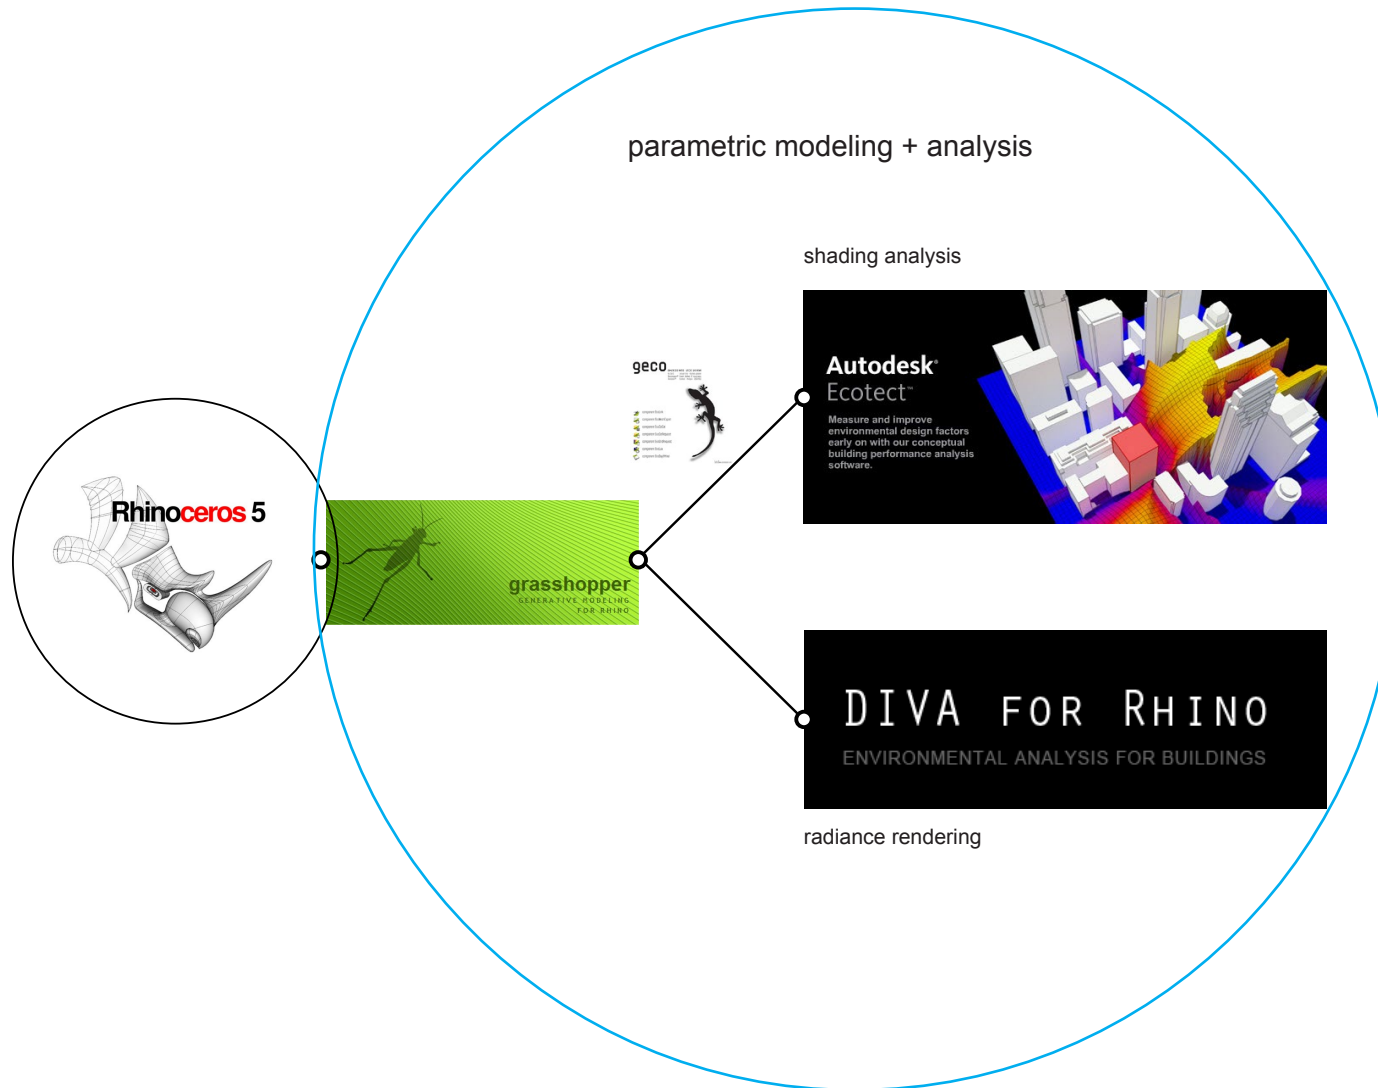 parametric modeling + analysis
shading analysis
geco
Autodesk®
Ecotect™
Measure and improve
environmental design factors
early on with our conceptual
building performance analysis
software.
Rhinoceros 5
grasshopper
GENERATIVE MODELING
FOR RHINO
DIVA FOR RHINO
ENVIRONMENTAL ANALYSIS FOR BUILDINGS
radiance rendering